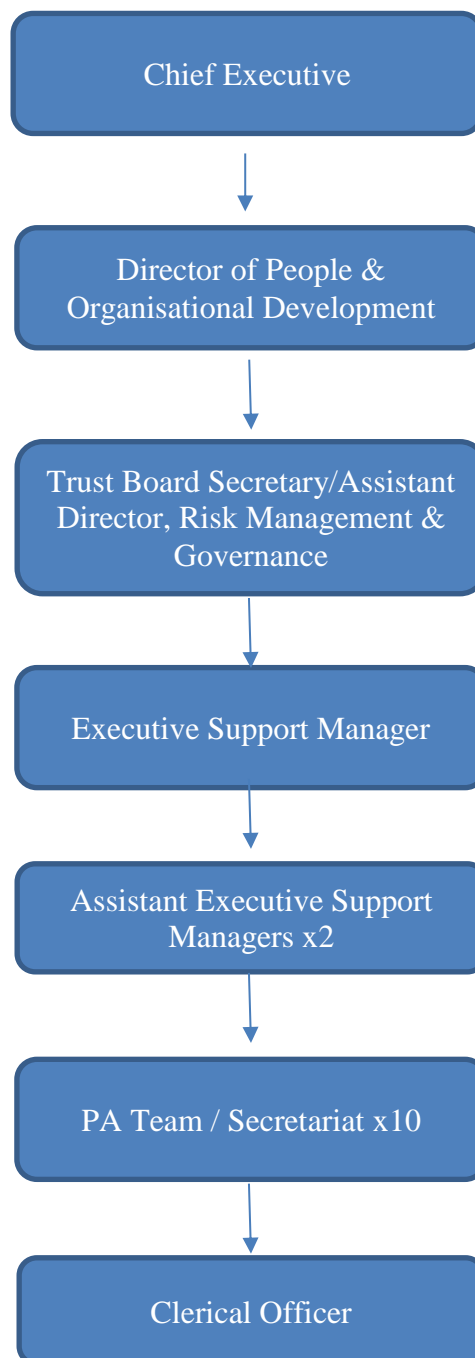 Chief Executive
Director of People &
Organisational Development
Trust Board Secretary/Assistant
Director, Risk Management &
Governance
Executive Support Manager
Assistant Executive Support
Managers x2
PA Team / Secretariat x10
Clerical Officer